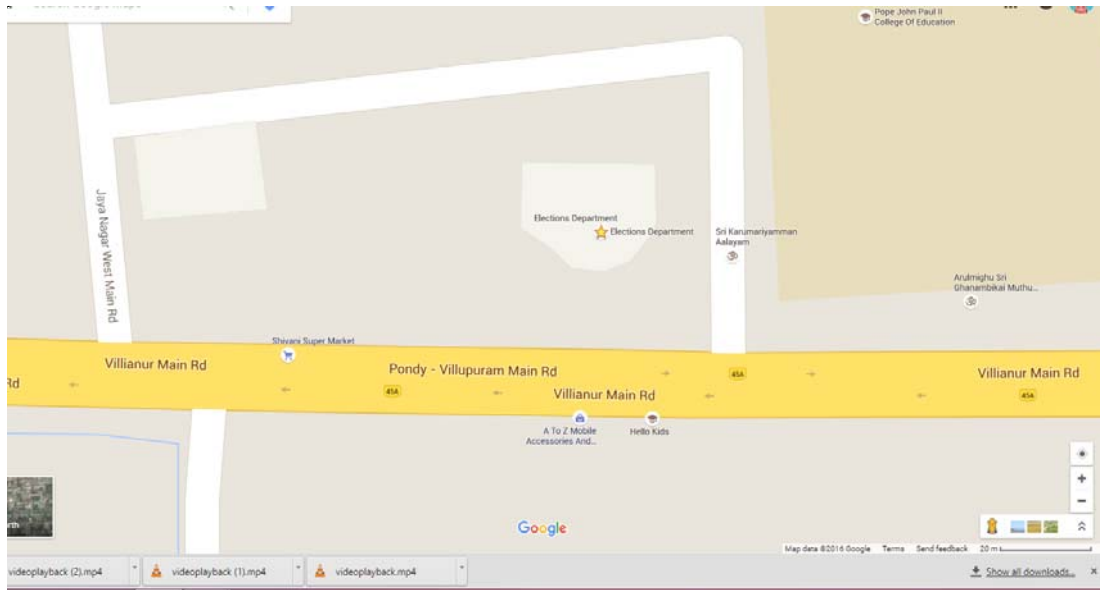 Search Google Maps
Pope John Paul II
College Of Education
Jaya Nagar West Main Rd
Elections Department
Elections Department
Sri Karumariyamman
Aalayam
Arulmighu Sri
Ghanambikai Muthu...
Shivani Super Market
Villianur Main Rd
Pondy - Villupuram Main Rd
45A
Villianur Main Rd
Rd
45A
Villianur Main Rd
45A
A To Z Mobile
Accessories And...
Hello Kids
Google
Map data ©2016 Google Terms Send feedback 20 m
videoplayback (2).mp4 videoplayback (1).mp4 videoplayback.mp4 Show all downloads...